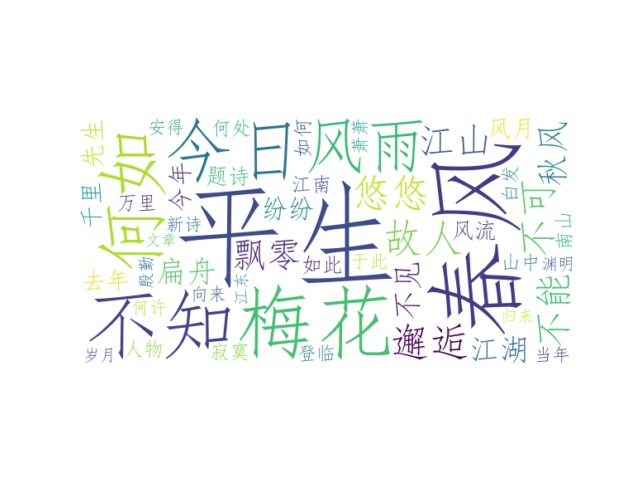 先生
安得
何处
今日
如何
萧萧
风雨
江山
风月
秋风
千里
何如
万里
今年
题诗
江南
悠悠
春风
白发
不可
新诗
纷纷
平生
故人
风流
南山
文章
飘零
如此
于此
不见
山中
渊明
去年
殷勤
扁舟
向来
江东
不能
归来
何许
不知
梅花
邂逅
江湖
岁月
人物
寂寞
登临
当年